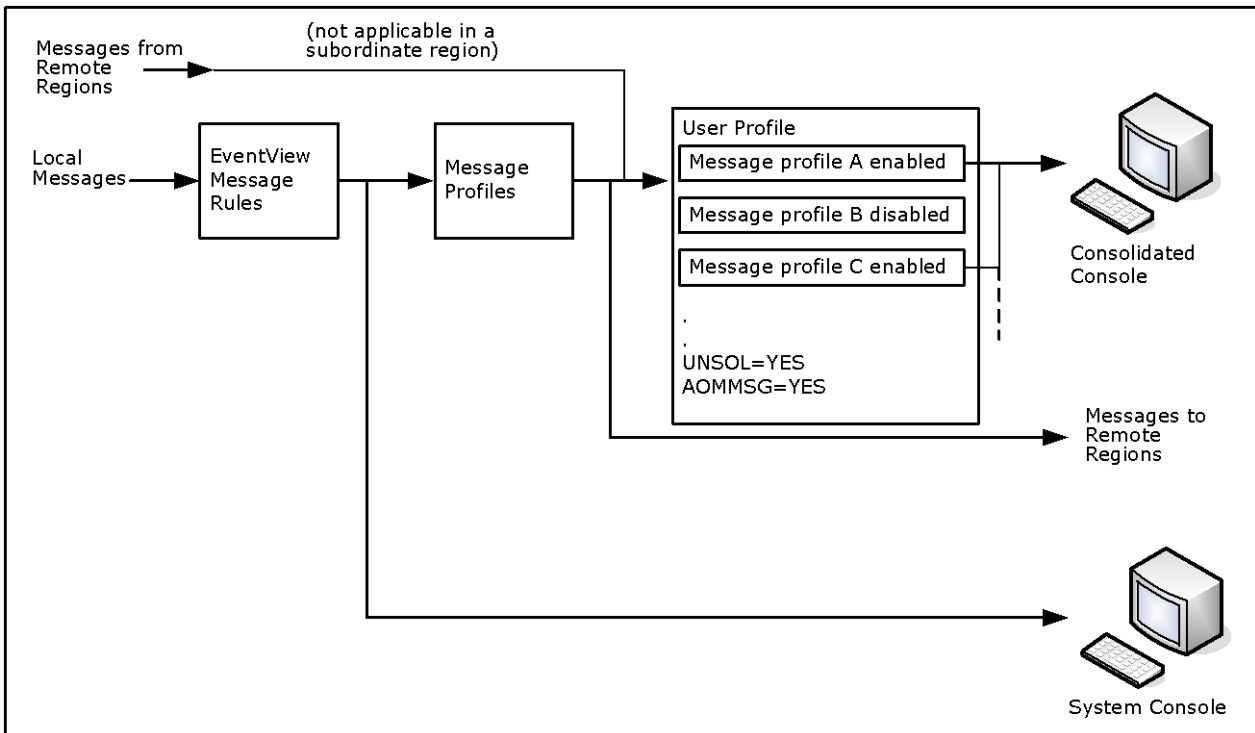 (not applicable in a
subordinate region)
Messages from
Remote
Regions
Local
Messages
EventView
Message
Rules
Message
Profiles
User Profile
Message profile A enabled
Message profile B disabled
Message profile C enabled
.
.
UNSOL=YES
AOMMSG=YES
Consolidated
Console
Messages to
Remote
Regions
System Console